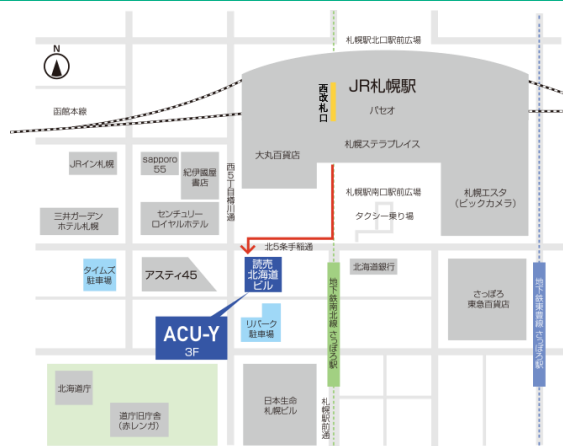 N
札幌駅北口駅前広場
JR札幌駅
西改札口
パセオ
函館本線
札幌ステラプレイス
大丸百貨店
JRイン札幌
sapporo
55
紀伊國屋
書店
西5丁目樽川通
札幌駅南口駅前広場
タクシー乗り場
札幌エスタ
(ビックカメラ)
三井ガーデン
ホテル札幌
センチュリー
ロイヤルホテル
北5条手稲通
タイムズ
駐車場
アスティ45
読売
北海道
ビル
北海道銀行
さっぽろ
東急百貨店
地下鉄南北線 さっぽろ駅
地下鉄東豊線 さっぽろ駅
ACU-Y
3F
リパーク
駐車場
北海道庁
道庁旧庁舎
(赤レンガ)
日本生命
札幌ビル
札幌駅前通